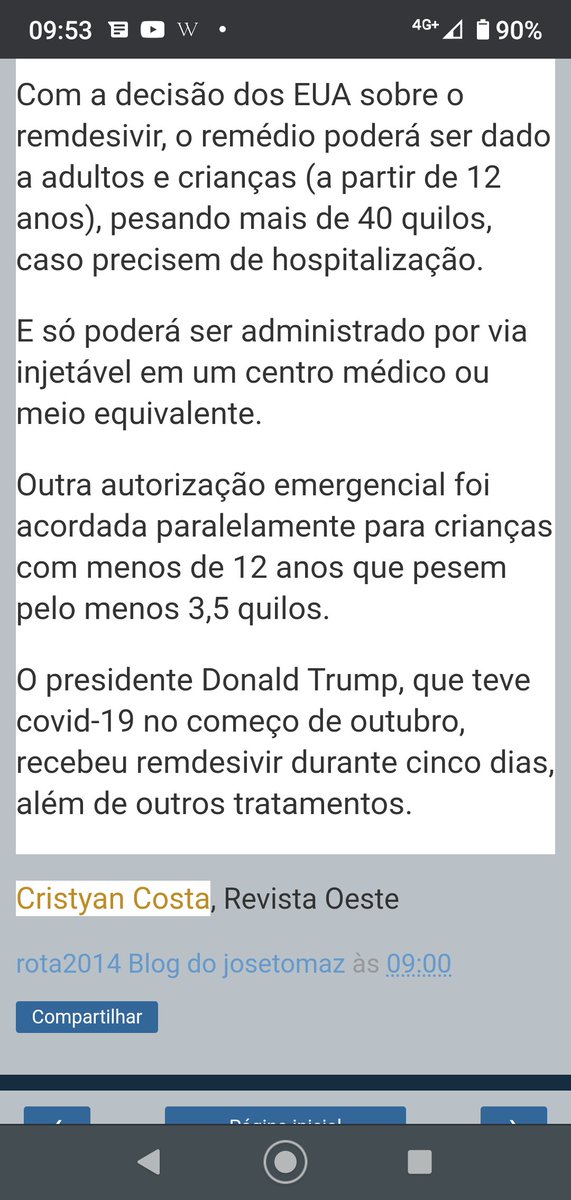 09:53 W 4G+ 90%
Com a decisão dos EUA sobre o
remdesivir, o remédio poderá ser dado
a adultos e crianças (a partir de 12
anos), pesando mais de 40 quilos,
caso precisem de hospitalização.
E só poderá ser administrado por via
injetável em um centro médico ou
meio equivalente.
Outra autorização emergencial foi
acordada paralelamente para crianças
com menos de 12 anos que pesem
pelo menos 3,5 quilos.
O presidente Donald Trump, que teve
covid-19 no começo de outubro,
recebeu remdesivir durante cinco dias,
além de outros tratamentos.
Cristyan Costa, Revista Oeste
rota2014 Blog do josetomaz às 09:00
Compartilhar
‹ Página inicial ›